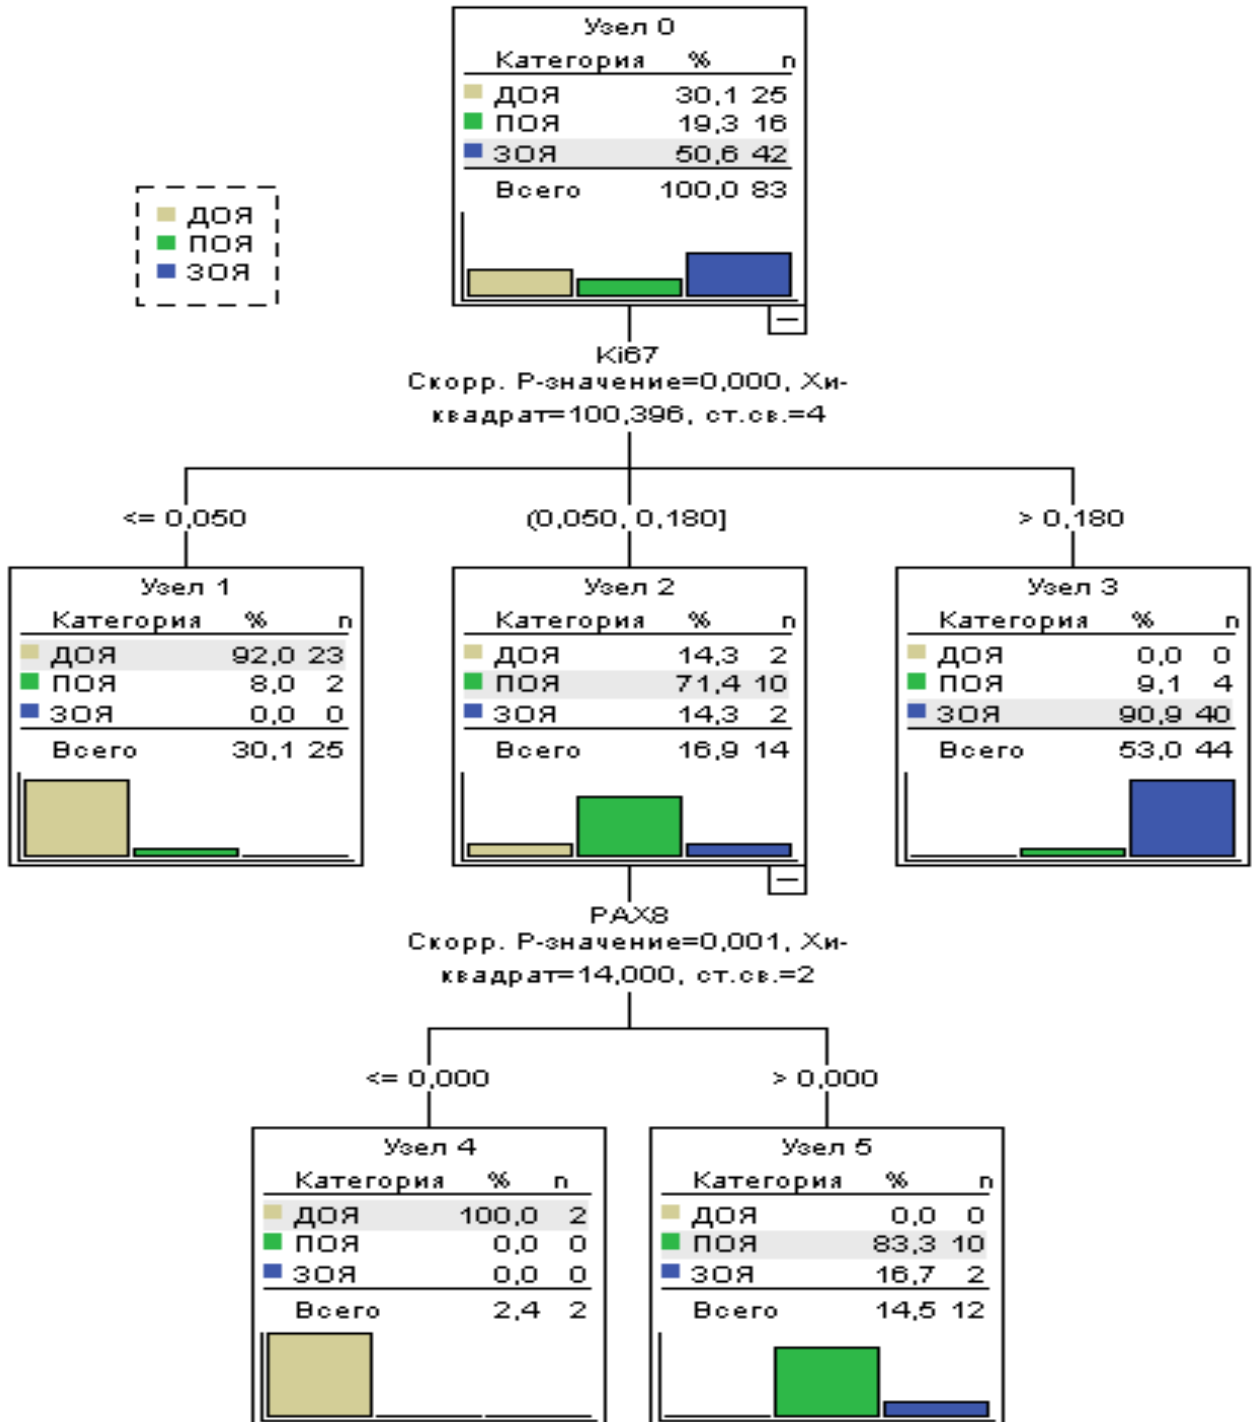 Узел 0
Категория % n
ДОЯ 30,1 25
ПОЯ 19,3 16
ЗОЯ 50,6 42
Всего 100,0 83
ДОЯ
ПОЯ
ЗОЯ
Ki67
Скорр. P-значение=0,000, Хи-
квадрат=100,396, ст.св.=4
<= 0,050
(0,050, 0,180]
> 0,180
Узел 1
Категория % n
ДОЯ 92,0 23
ПОЯ 8,0 2
ЗОЯ 0,0 0
Всего 30,1 25
Узел 2
Категория % n
ДОЯ 14,3 2
ПОЯ 71,4 10
ЗОЯ 14,3 2
Всего 16,9 14
Узел 3
Категория % n
ДОЯ 0,0 0
ПОЯ 9,1 4
ЗОЯ 90,9 40
Всего 53,0 44
PAX8
Скорр. P-значение=0,001, Хи-
квадрат=14,000, ст.св.=2
<= 0,000
> 0,000
Узел 4
Категория % n
ДОЯ 100,0 2
ПОЯ 0,0 0
ЗОЯ 0,0 0
Всего 2,4 2
Узел 5
Категория % n
ДОЯ 0,0 0
ПОЯ 83,3 10
ЗОЯ 16,7 2
Всего 14,5 12